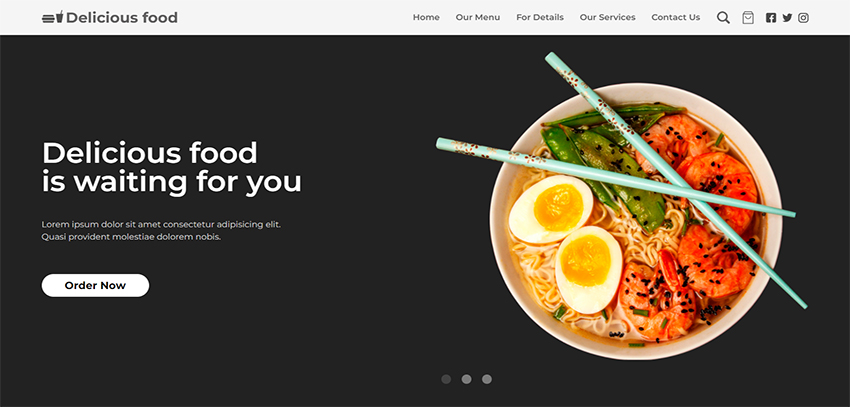 Delicious food
Home Our Menu For Details Our Services Contact Us
Delicious food
is waiting for you
Lorem ipsum dolor sit amet consectetur adipisicing elit.
Quasi provident molestiae dolorem nobis.
Order Now